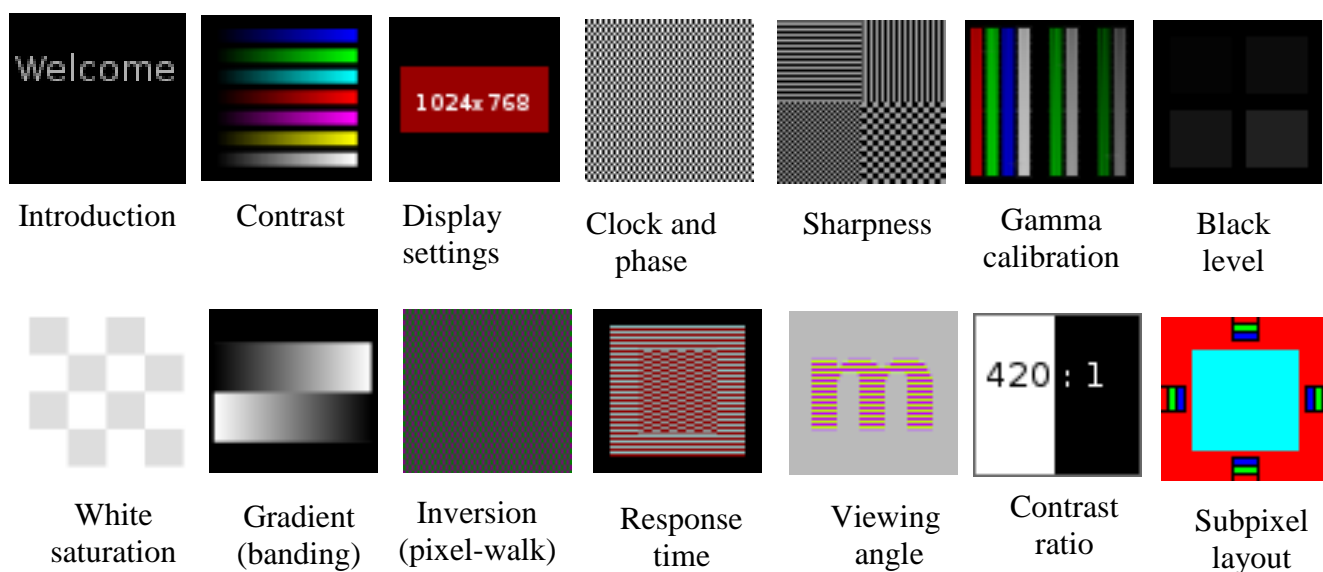 Welcome
1024x768
Introduction
Contrast
Display
settings
Clock and
phase
Sharpness
Gamma
calibration
Black
level
420 : 1
White
saturation
Gradient
(banding)
Inversion
(pixel-walk)
Response
time
m
Viewing
angle
Contrast
ratio
Subpixel
layout